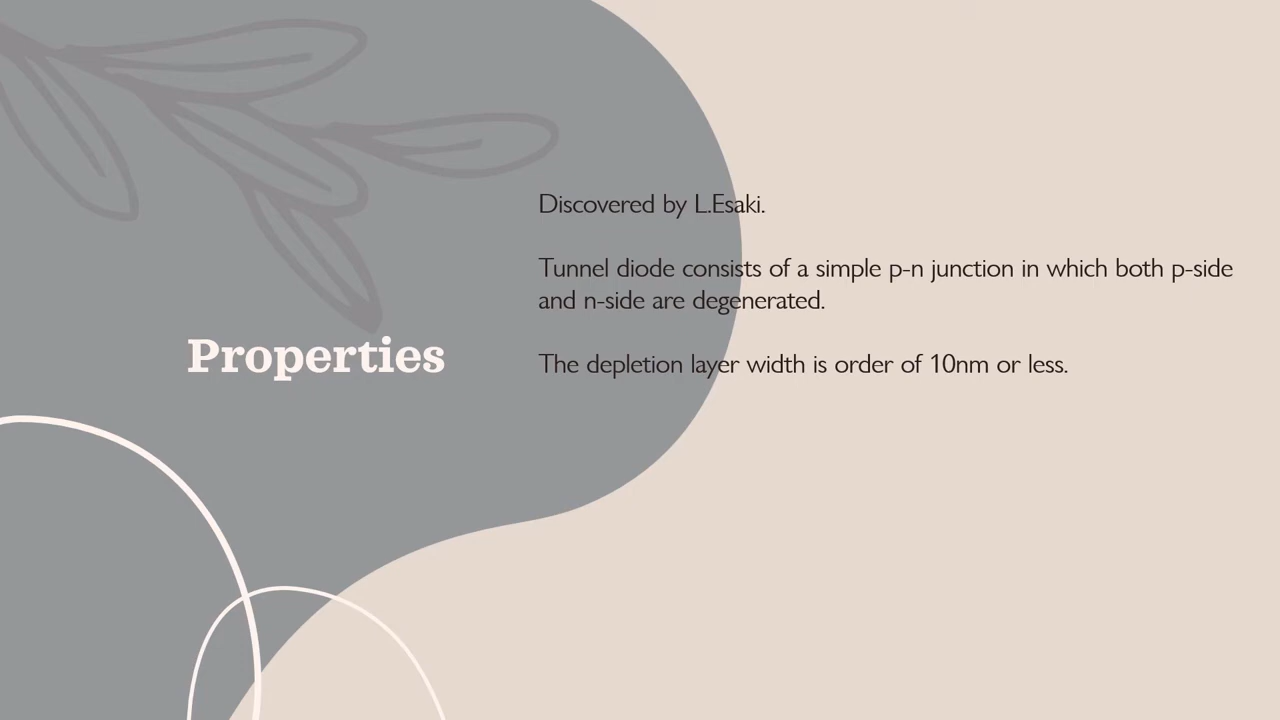 Properties
Discovered by L.Esaki.
Tunnel diode consists of a simple p-n junction in which both p-side
and n-side are degenerated.
The depletion layer width is order of 10nm or less.